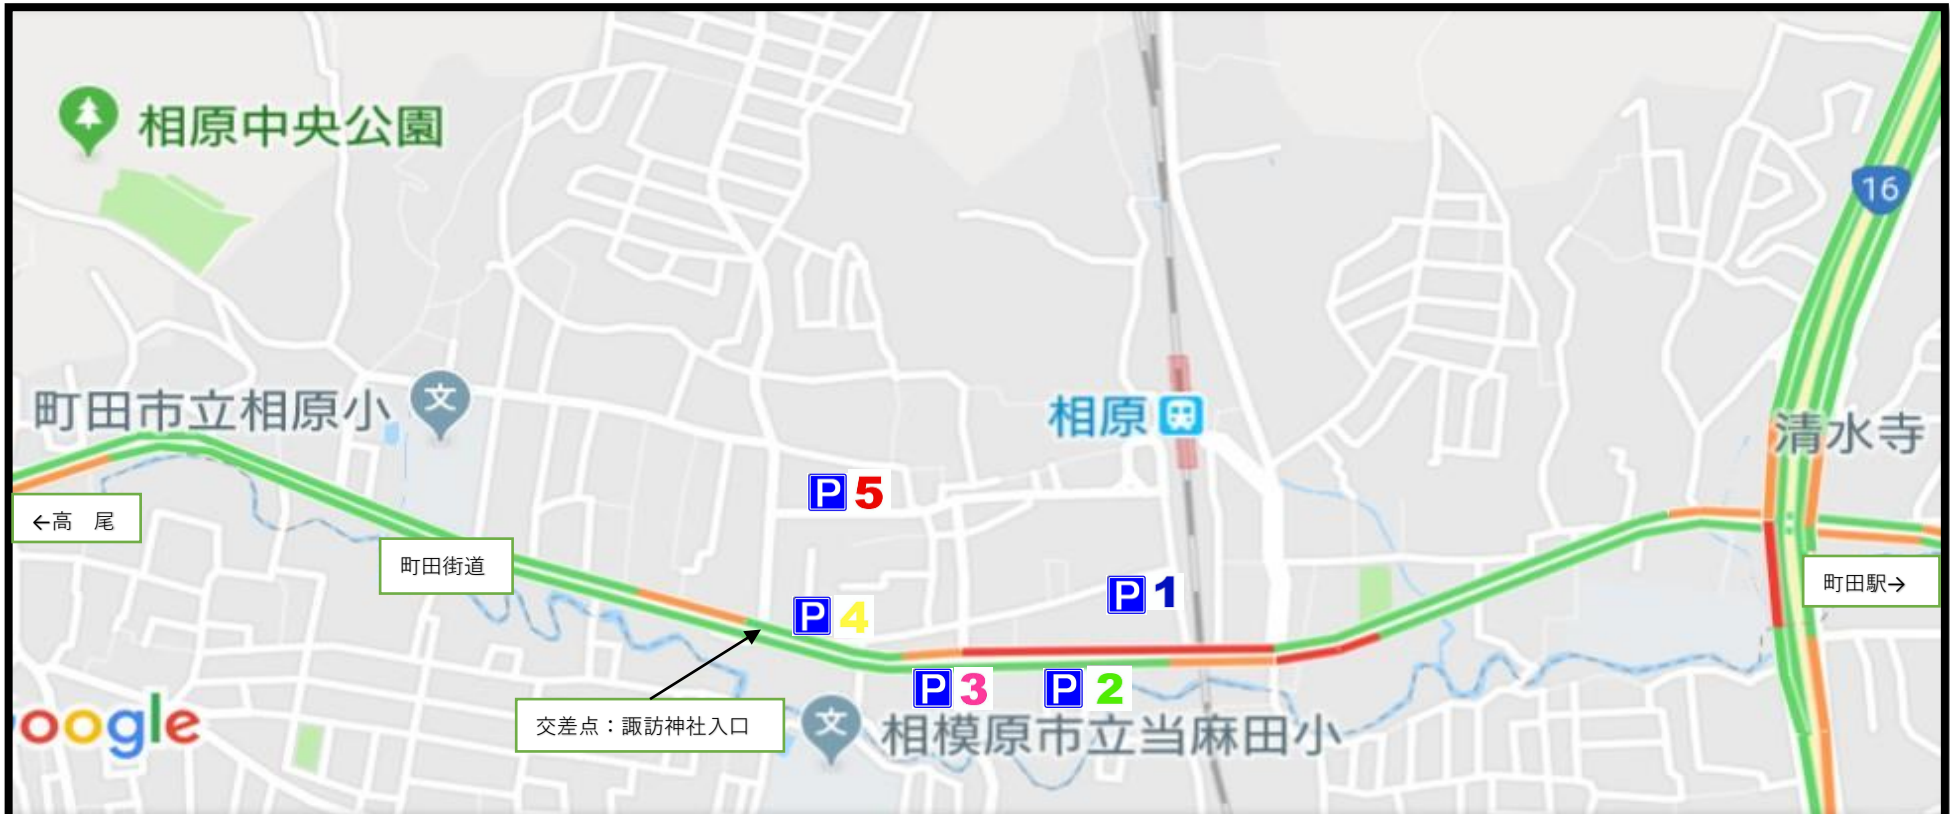 相原中央公園
16
町田市立相原小
文
相原
清水寺
P 5
←高　尾
町田街道
P 1
町田駅→
P 4
P 3
P 2
交差点：諏訪神社入口
文
相模原市立当麻田小
oogle